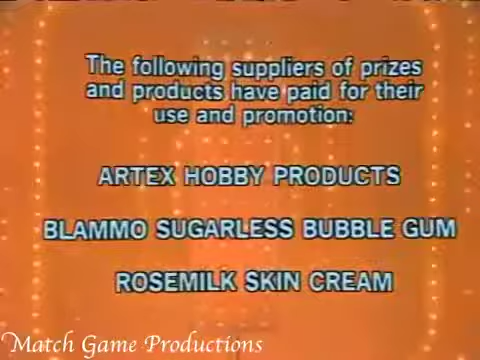 The following suppliers of prizes
and products have paid for their
use and promotion:
ARTEX HOBBY PRODUCTS
BLAMMO SUGARLESS BUBBLE GUM
ROSEMILK SKIN CREAM
Match Game Productions